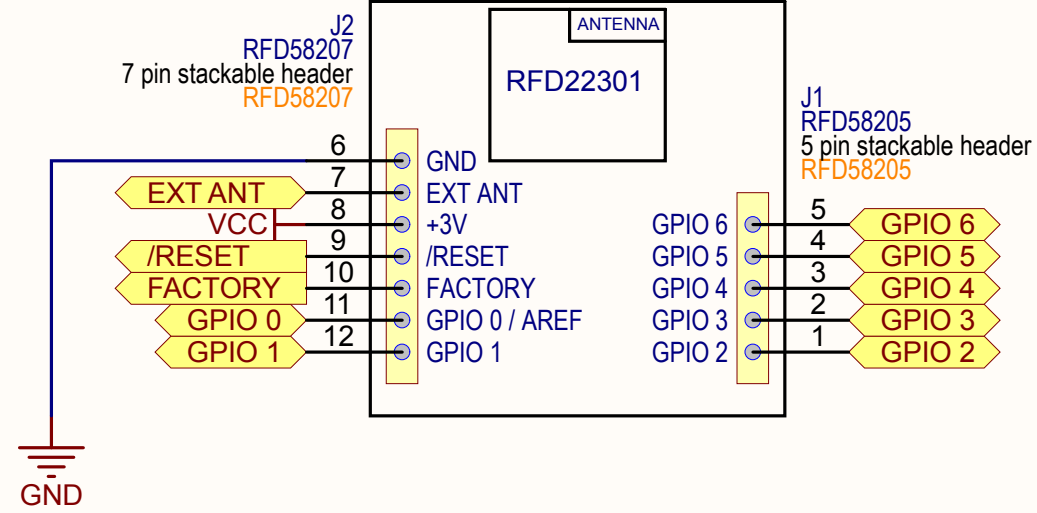 J2
RFD58207
7 pin stackable header
RFD58207
ANTENNA
RFD22301
J1
RFD58205
5 pin stackable header
RFD58205
6 GND
EXT ANT 7 EXT ANT
VCC 8 +3V
/RESET 9 /RESET
FACTORY 10 FACTORY
GPIO 0 11 GPIO 0 / AREF
GPIO 1 12 GPIO 1
GPIO 6 5 GPIO 6
GPIO 5 4 GPIO 5
GPIO 4 3 GPIO 4
GPIO 3 2 GPIO 3
GPIO 2 1 GPIO 2
GND